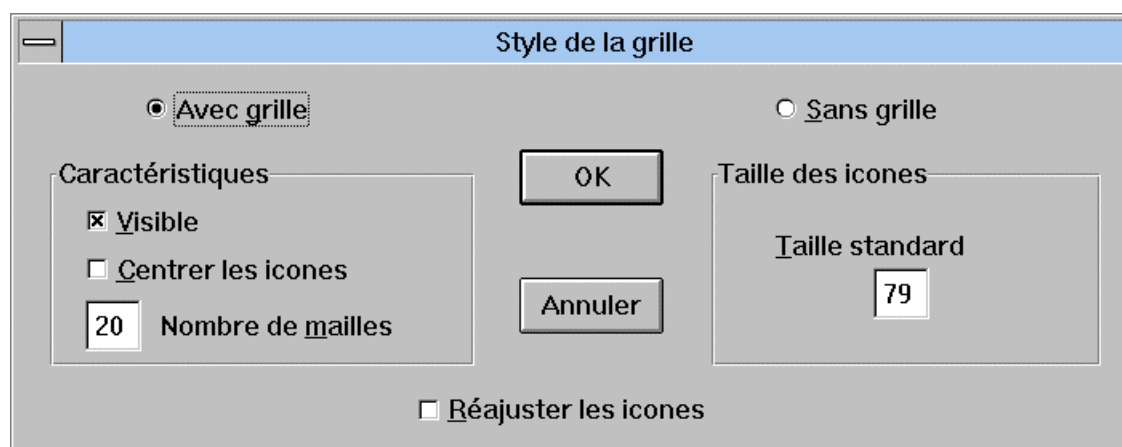 Style de la grille
Avec grille
Sans grille
Caractéristiques
Visible
Centrer les icones
20 Nombre de mailles
OK
Annuler
Taille des icones
Taille standard
79
Réajuster les icones